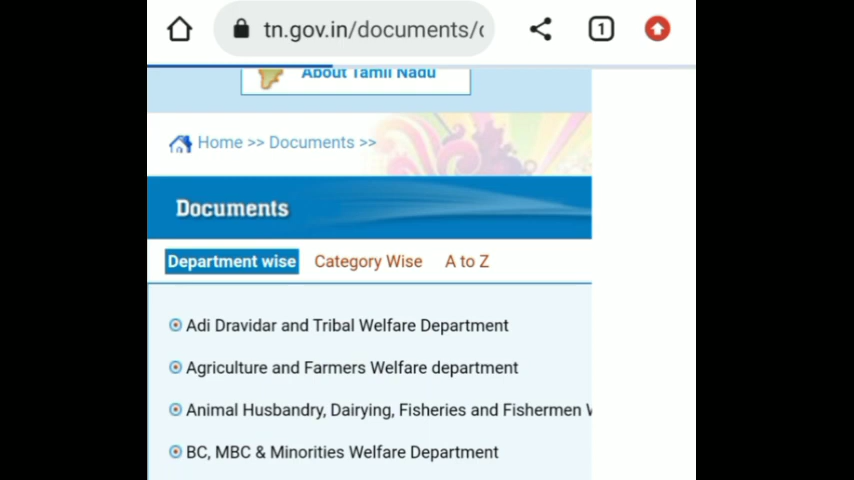 tn.gov.in/documents/
1
About Tamil Nadu
Home >> Documents >>
Documents
Department wise Category Wise A to Z
Adi Dravidar and Tribal Welfare Department
Agriculture and Farmers Welfare department
Animal Husbandry, Dairying, Fisheries and Fishermen
BC, MBC & Minorities Welfare Department